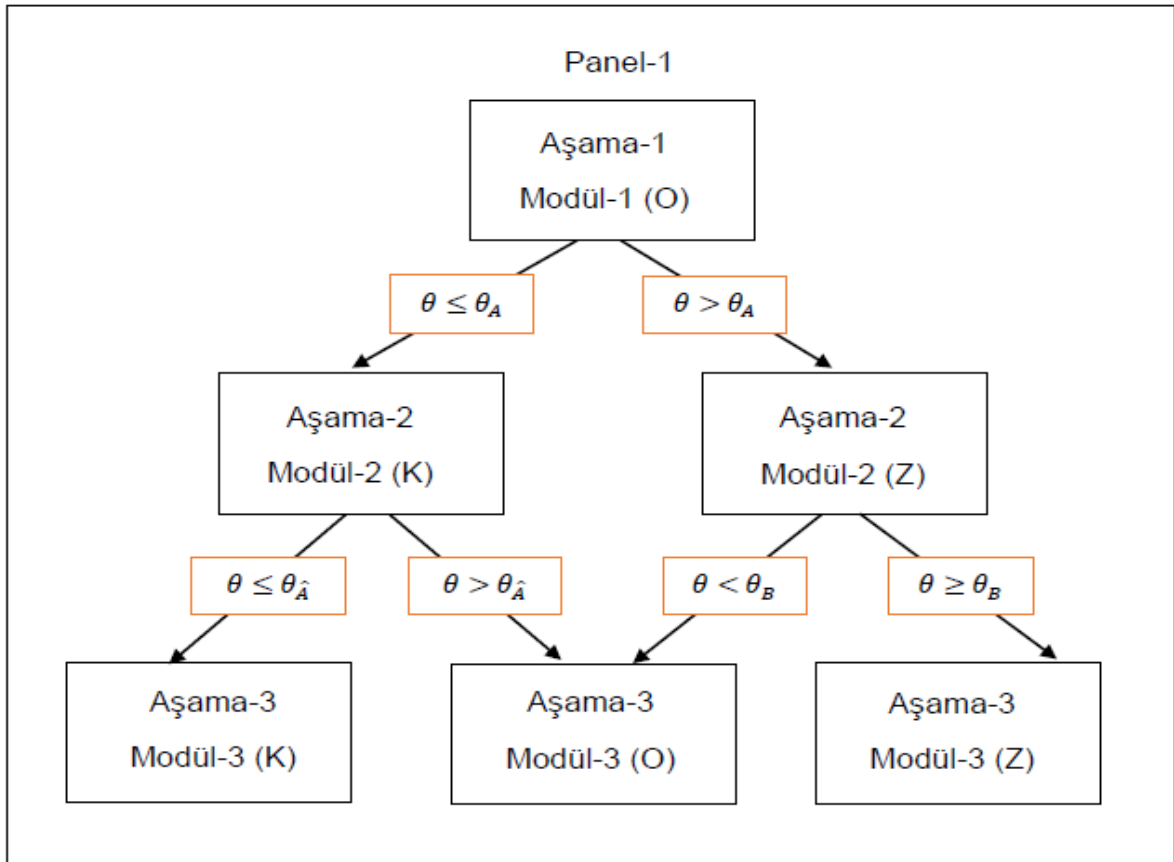 Panel-1
Aşama-1
Modül-1 (O)
θ ≤ θ_A
θ > θ_A
Aşama-2
Modül-2 (K)
Aşama-2
Modül-2 (Z)
θ ≤ θ_Â
θ > θ_Â
θ < θ_B
θ ≥ θ_B
Aşama-3
Modül-3 (K)
Aşama-3
Modül-3 (O)
Aşama-3
Modül-3 (Z)